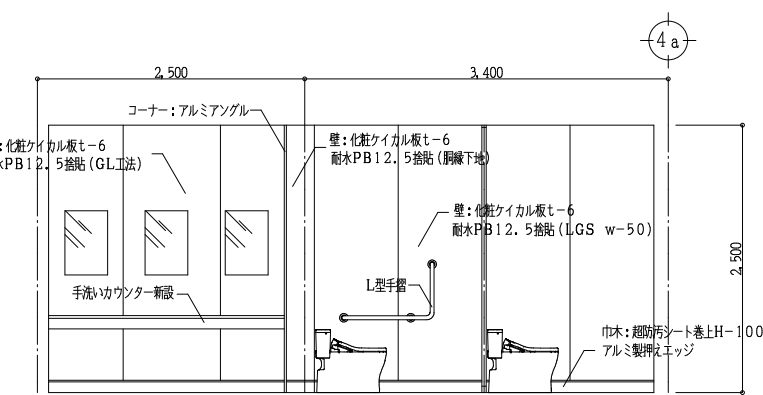 4a
2,500
3,400
コーナー：アルミアングル
：化粧ケイカル板t－6
PB12．5捨貼（GL工法）
壁：化粧ケイカル板t－6
耐水PB12．5捨貼（胴縁下地）
壁：化粧ケイカル板t－6
耐水PB12．5捨貼（LGS w－50）
2,500
L型手摺
手洗いカウンター新設
巾木：超防汚シート巻上H－100
アルミ製押えエッジ